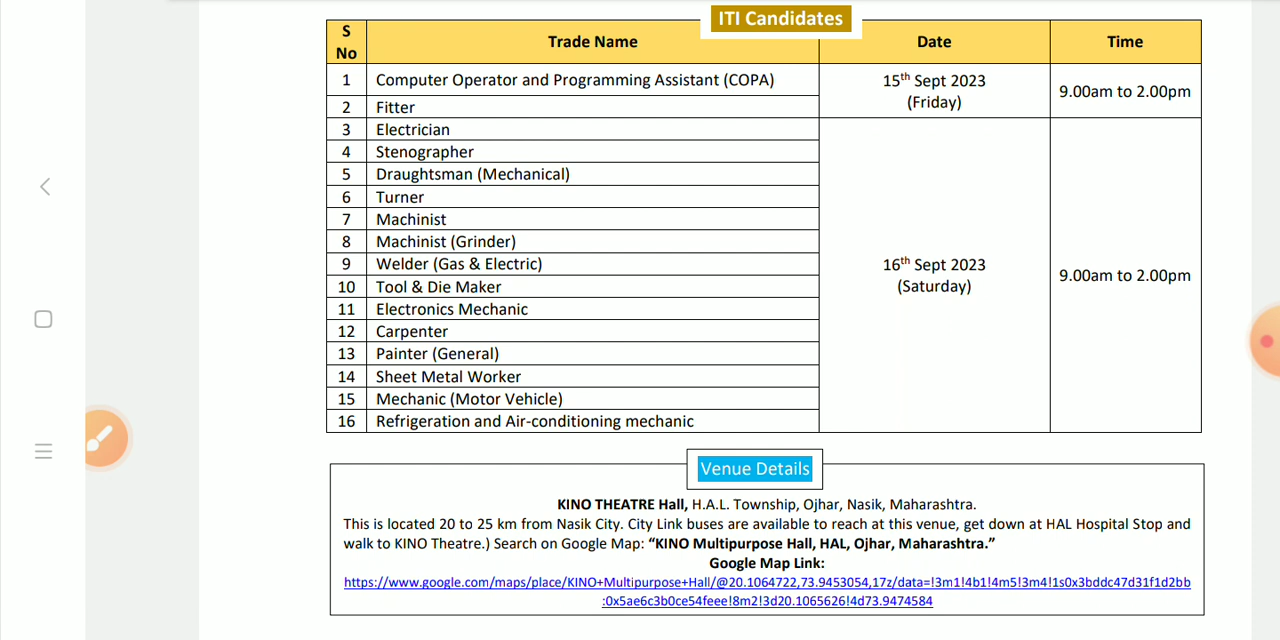 ITI Candidates
S No Trade Name Date Time
1 Computer Operator and Programming Assistant (COPA) 15th Sept 2023 (Friday) 9.00am to 2.00pm
2 Fitter
3 Electrician 16th Sept 2023 (Saturday) 9.00am to 2.00pm
4 Stenographer
5 Draughtsman (Mechanical)
6 Turner
7 Machinist
8 Machinist (Grinder)
9 Welder (Gas & Electric)
10 Tool & Die Maker
11 Electronics Mechanic
12 Carpenter
13 Painter (General)
14 Sheet Metal Worker
15 Mechanic (Motor Vehicle)
16 Refrigeration and Air-conditioning mechanic
Venue Details
KINO THEATRE Hall, H.A.L. Township, Ojhar, Nasik, Maharashtra.
This is located 20 to 25 km from Nasik City. City Link buses are available to reach at this venue, get down at HAL Hospital Stop and
walk to KINO Theatre.) Search on Google Map: “KINO Multipurpose Hall, HAL, Ojhar, Maharashtra.”
Google Map Link:
https://www.google.com/maps/place/KINO+Multipurpose+Hall/@20.1064722,73.9453054,17z/data=!3m1!4b1!4m5!3m4!1s0x3bddc47d31f1d2bb
:0x5ae6c3b0ce54feee!8m2!3d20.1065626!4d73.9474584